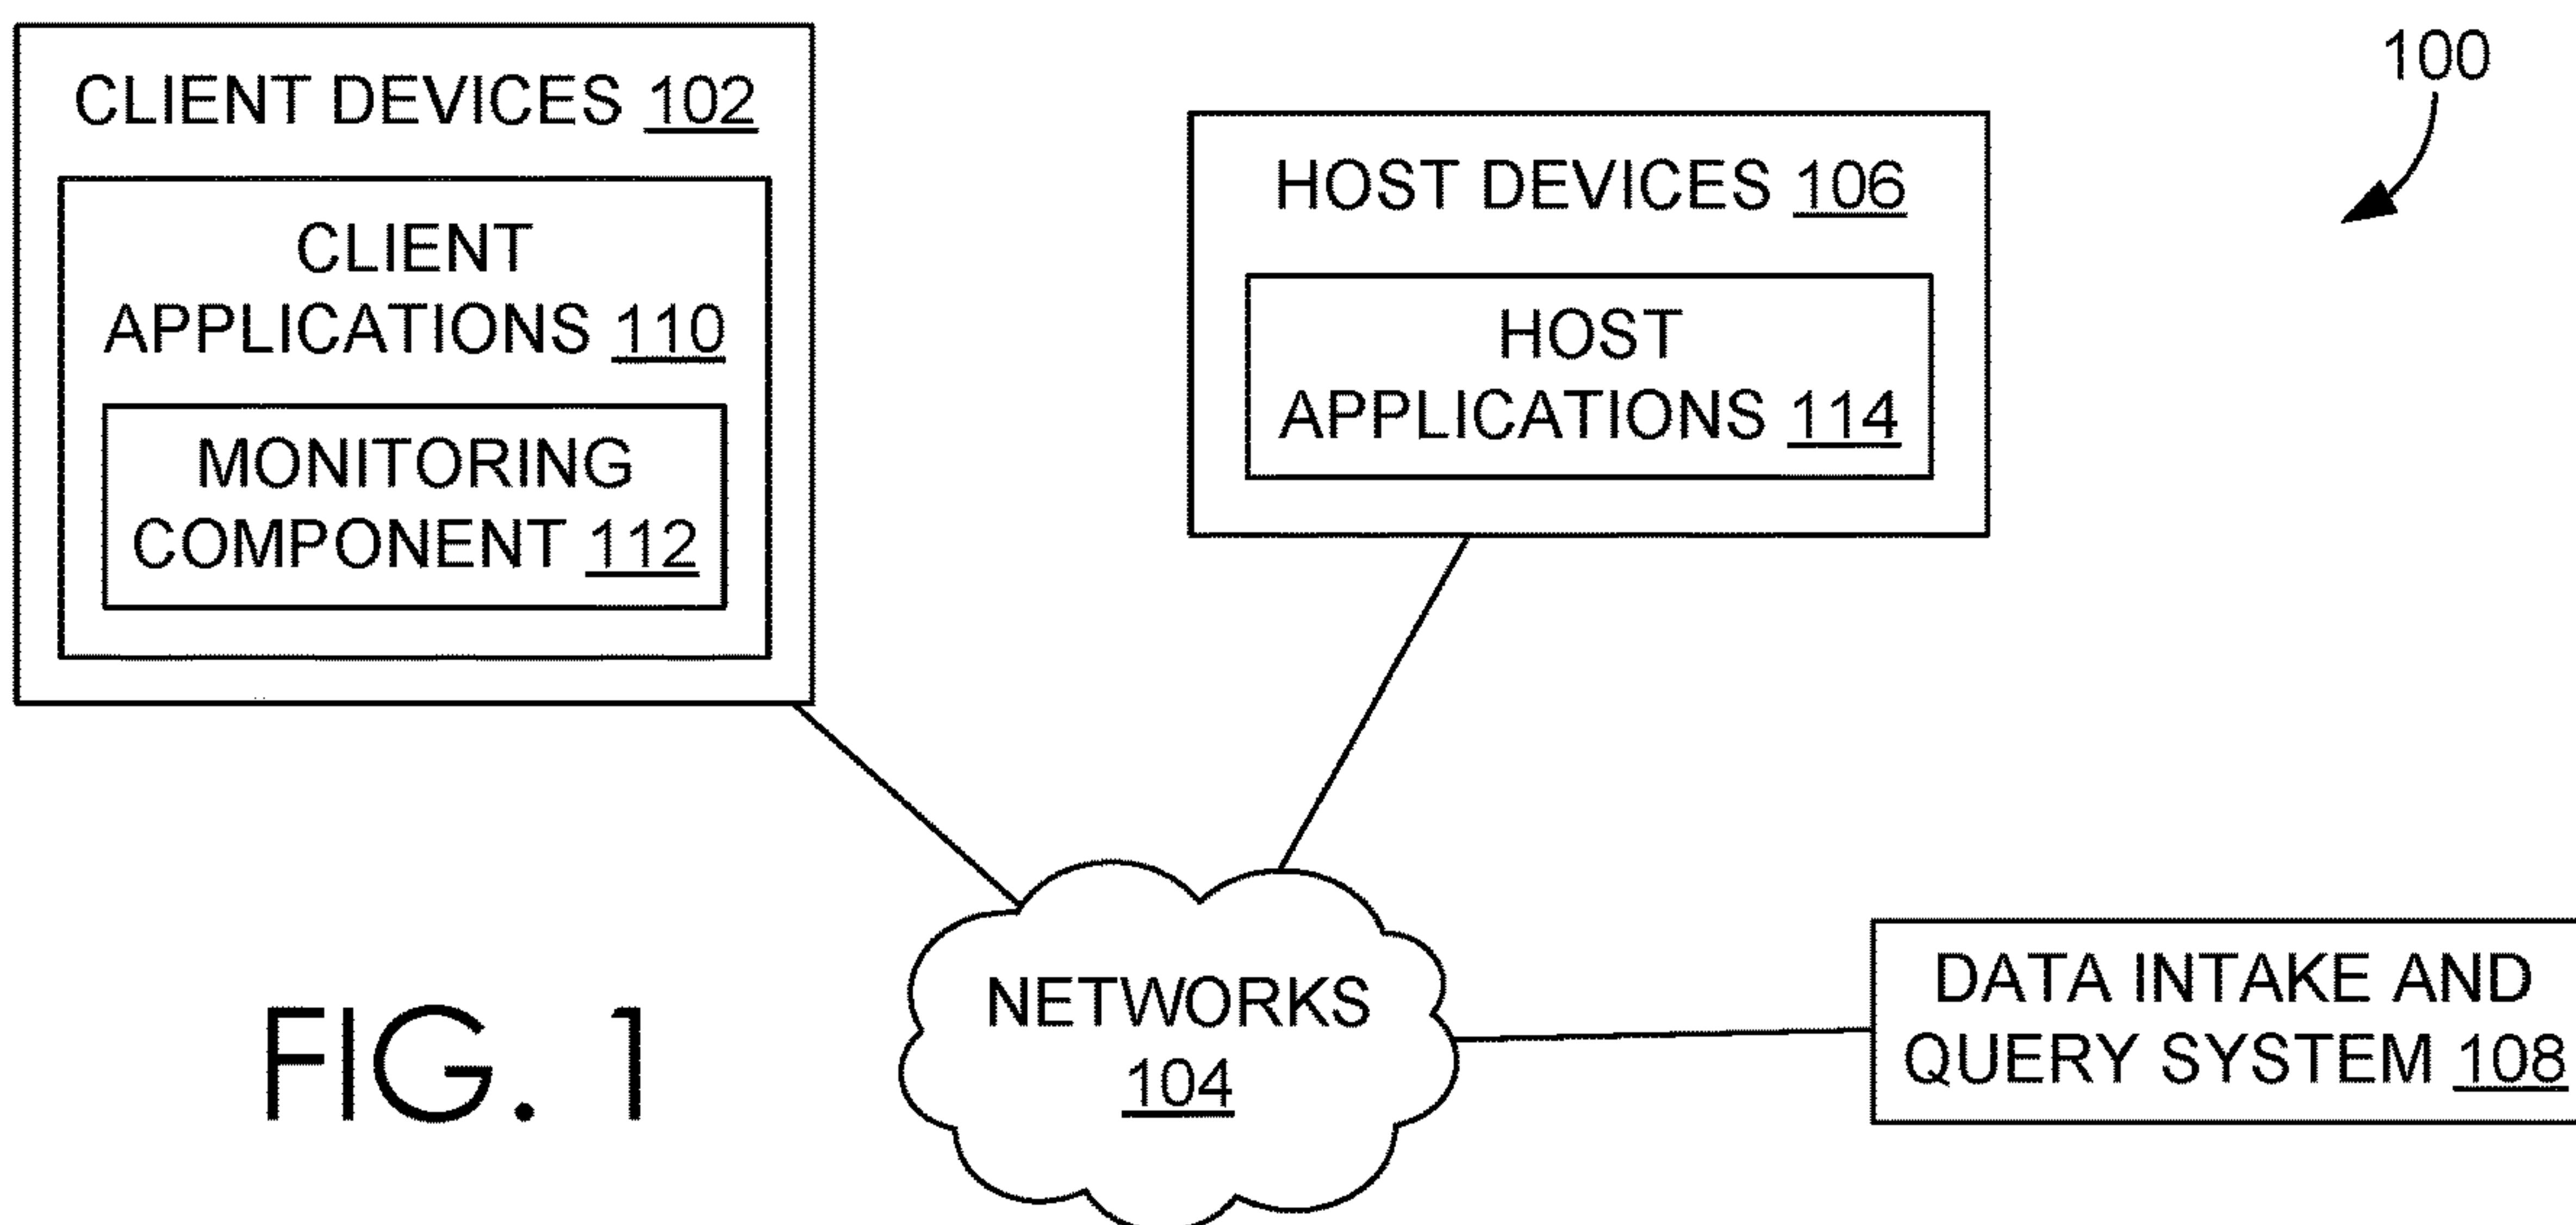 CLIENT DEVICES 102
CLIENT
APPLICATIONS 110
MONITORING
COMPONENT 112
HOST DEVICES 106
HOST
APPLICATIONS 114
100
NETWORKS
104
DATA INTAKE AND
QUERY SYSTEM 108
FIG. 1